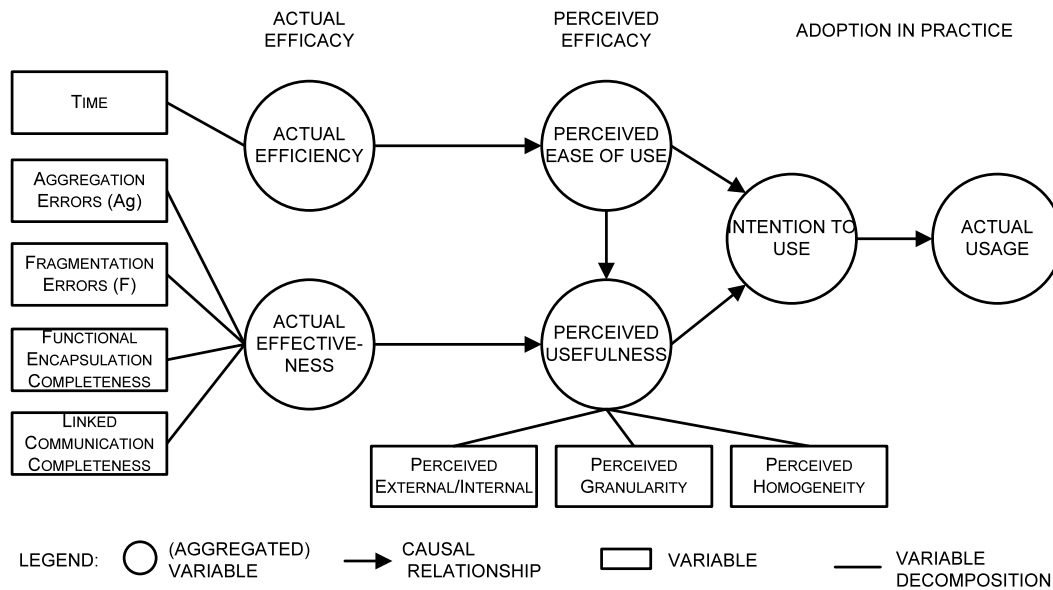 ACTUAL
EFFICACY
PERCEIVED
EFFICACY
ADOPTION IN PRACTICE
TIME
AGGREGATION
ERRORS (AG)
FRAGMENTATION
ERRORS (F)
FUNCTIONAL
ENCAPSULATION
COMPLETENESS
LINKED
COMMUNICATION
COMPLETENESS
ACTUAL
EFFICIENCY
ACTUAL
EFFECTIVE-
NESS
PERCEIVED
EASE OF USE
PERCEIVED
USEFULNESS
INTENTION TO
USE
ACTUAL
USAGE
PERCEIVED
EXTERNAL/INTERNAL
PERCEIVED
GRANULARITY
PERCEIVED
HOMOGENEITY
LEGEND:
(AGGREGATED)
VARIABLE
CAUSAL
RELATIONSHIP
VARIABLE
VARIABLE
DECOMPOSITION